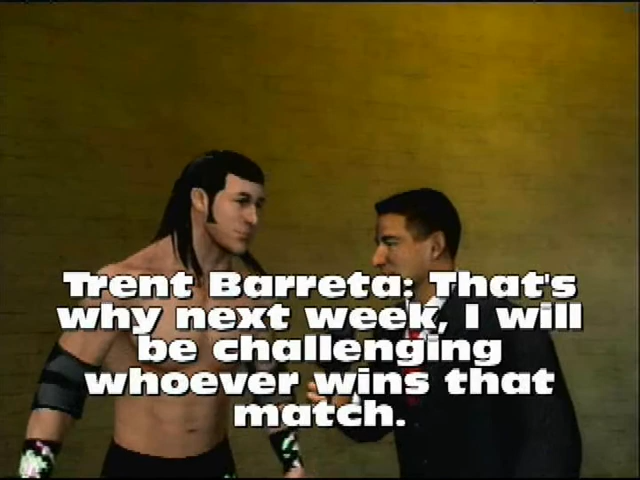 Trent Barreta: That's
why next week, I will
be challenging
whoever wins that
match.